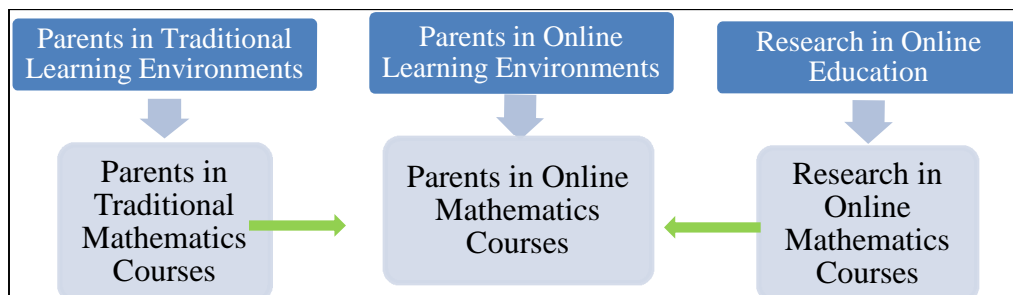 Parents in Traditional
Learning Environments
Parents in Online
Learning Environments
Research in Online
Education
Parents in
Traditional
Mathematics
Courses
Parents in Online
Mathematics
Courses
Research in
Online
Mathematics
Courses